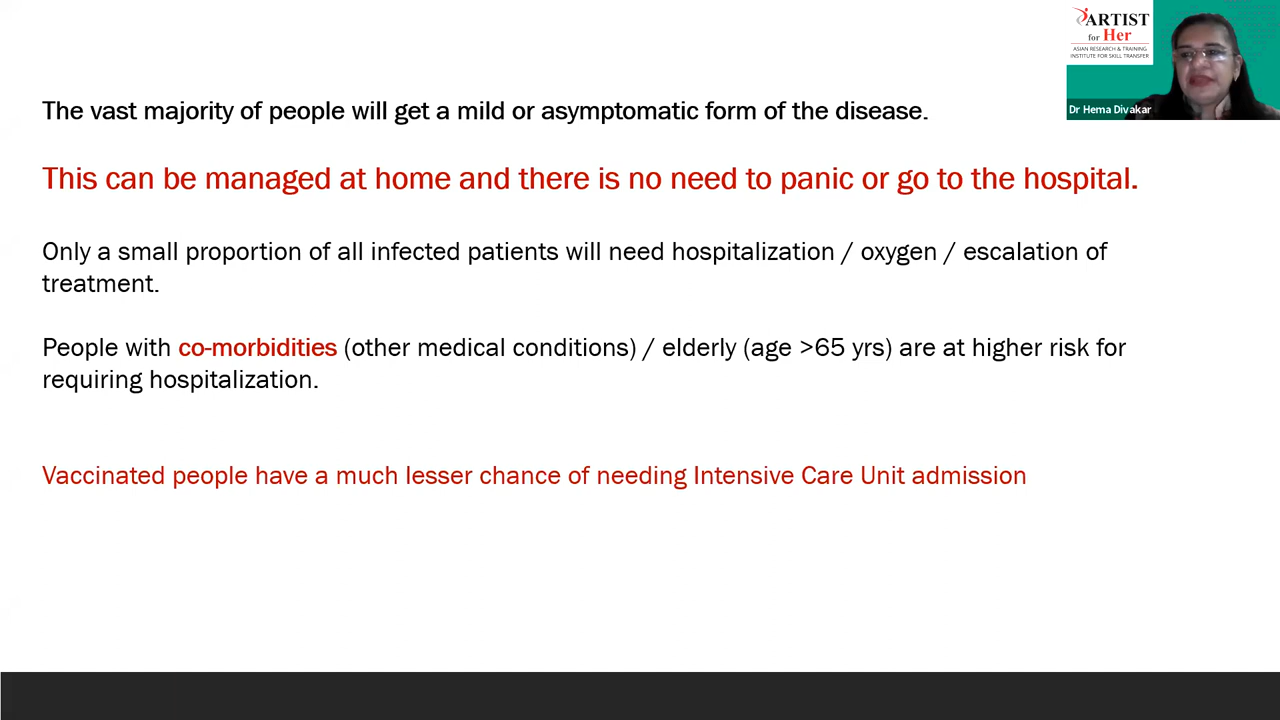 ARTIST
for Her
ASIAN RESEARCH & TRAINING
INSTITUTE FOR SKILL TRANSFER
Dr Hema Divakar
The vast majority of people will get a mild or asymptomatic form of the disease.
This can be managed at home and there is no need to panic or go to the hospital.
Only a small proportion of all infected patients will need hospitalization / oxygen / escalation of
treatment.
People with co-morbidities (other medical conditions) / elderly (age >65 yrs) are at higher risk for
requiring hospitalization.
Vaccinated people have a much lesser chance of needing Intensive Care Unit admission